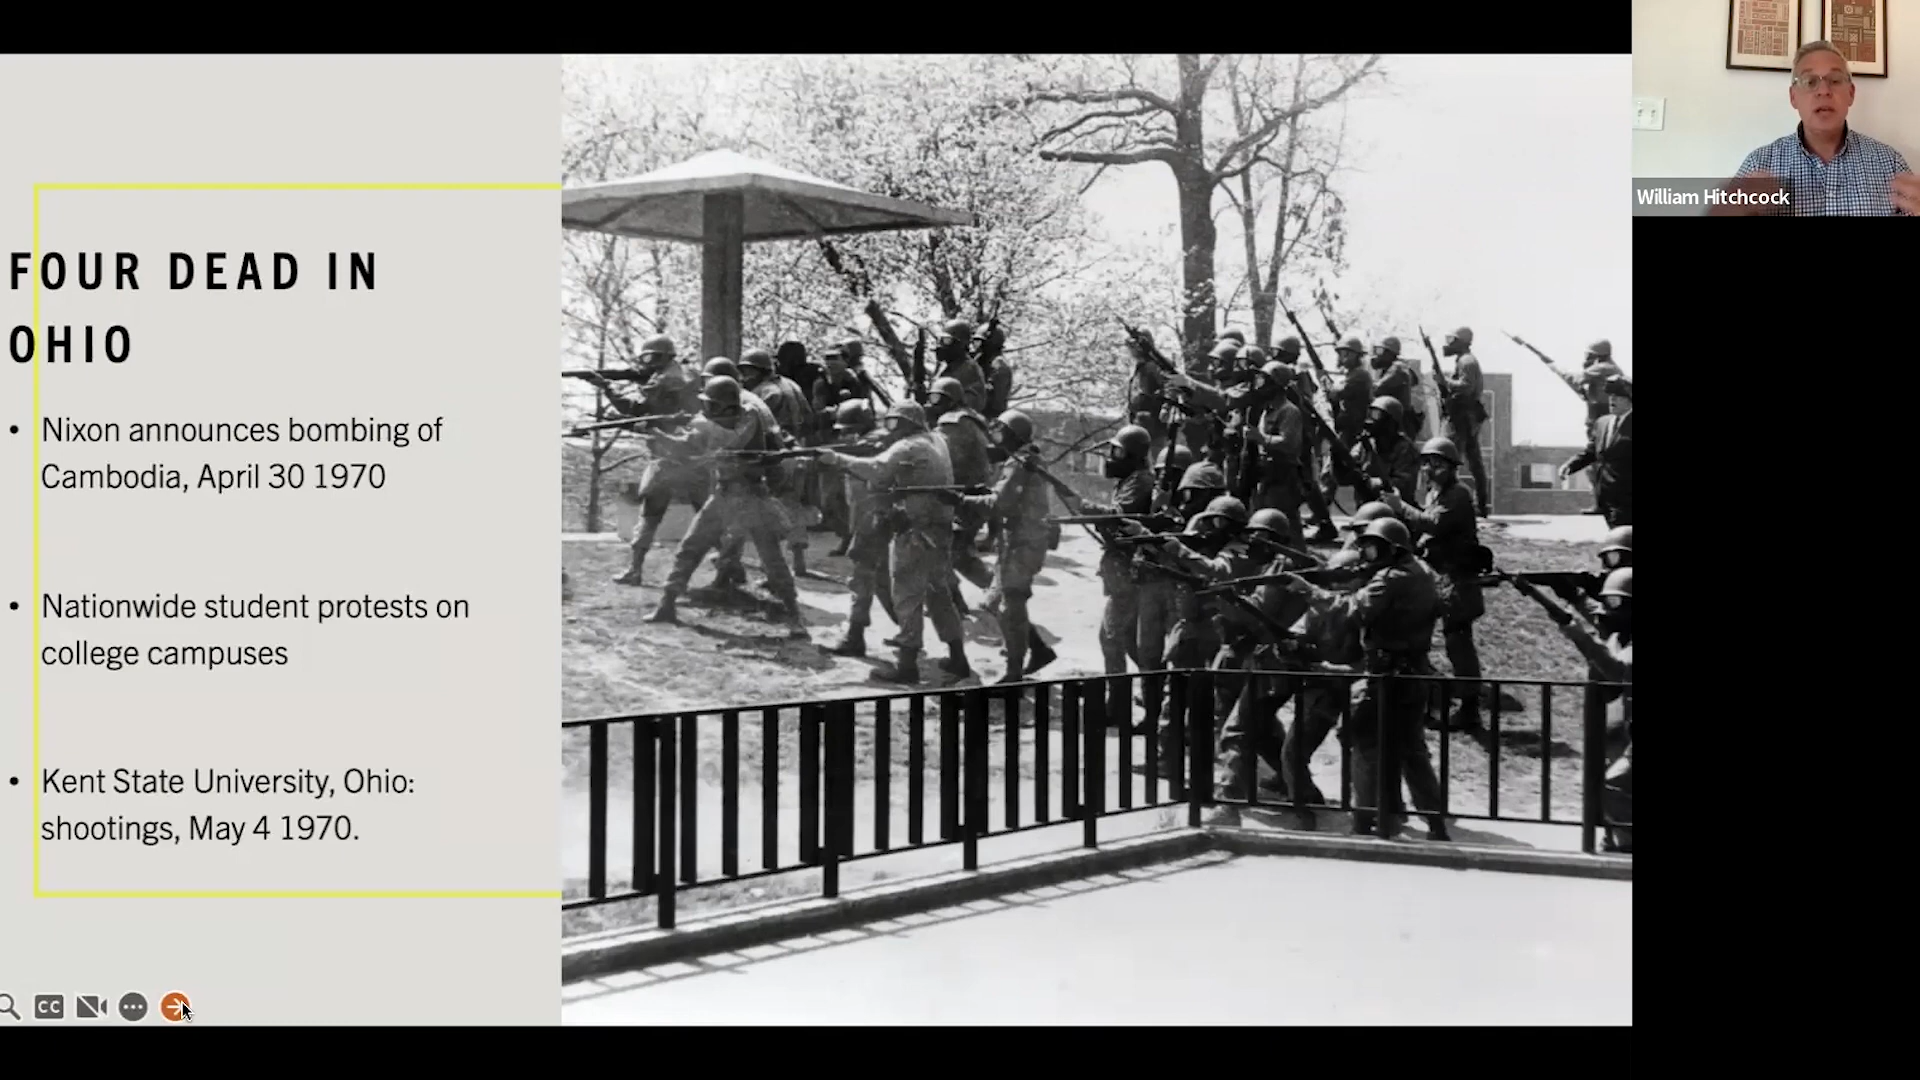 FOUR DEAD IN
OHIO
• Nixon announces bombing of
Cambodia, April 30 1970
• Nationwide student protests on
college campuses
• Kent State University, Ohio:
shootings, May 4 1970.
CC
William Hitchcock